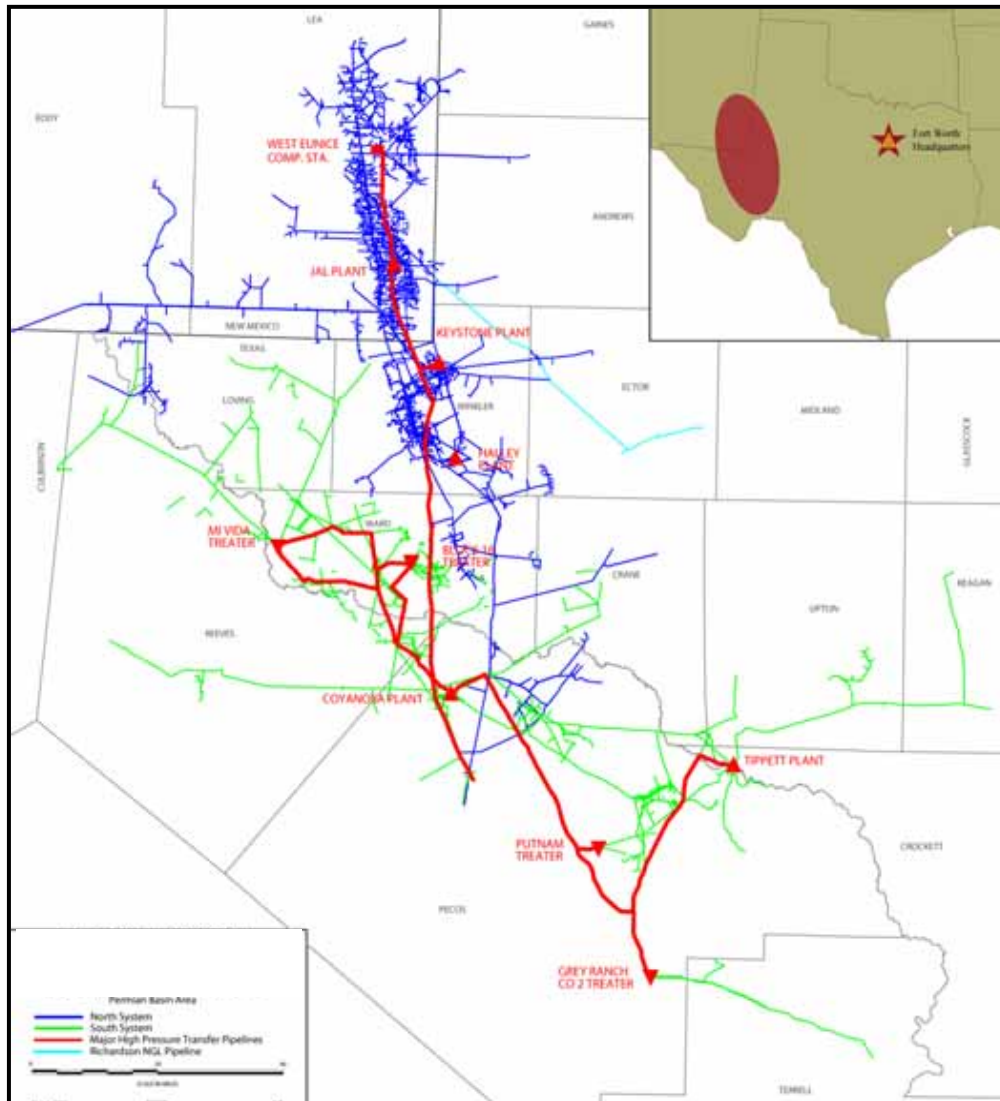 LEA
GAINES
EDDY
Fort Worth
Headquarters
WEST EUNICE
COMP. STA.
ANDREWS
JAL PLANT
NEW MEXICO
TEXAS
KEYSTONE PLANT
ECTOR
LOVING
WINKLER
MIDLAND
GLASSCOCK
CULBERSON
HALLEY
PLANT
MI VIDA
TREATER
WARD
TREATER
CRANE
REAGAN
UPTON
REEVES
COYANOSA PLANT
TIPPETT PLANT
PUTNAM
TREATER
CROCKETT
PECOS
GREY RANCH
CO 2 TREATER
Permian Basin Area
North System
South System
Major High Pressure Transfer Pipelines
Richardson NGL Pipeline
SCALE IN MILES
TERRELL